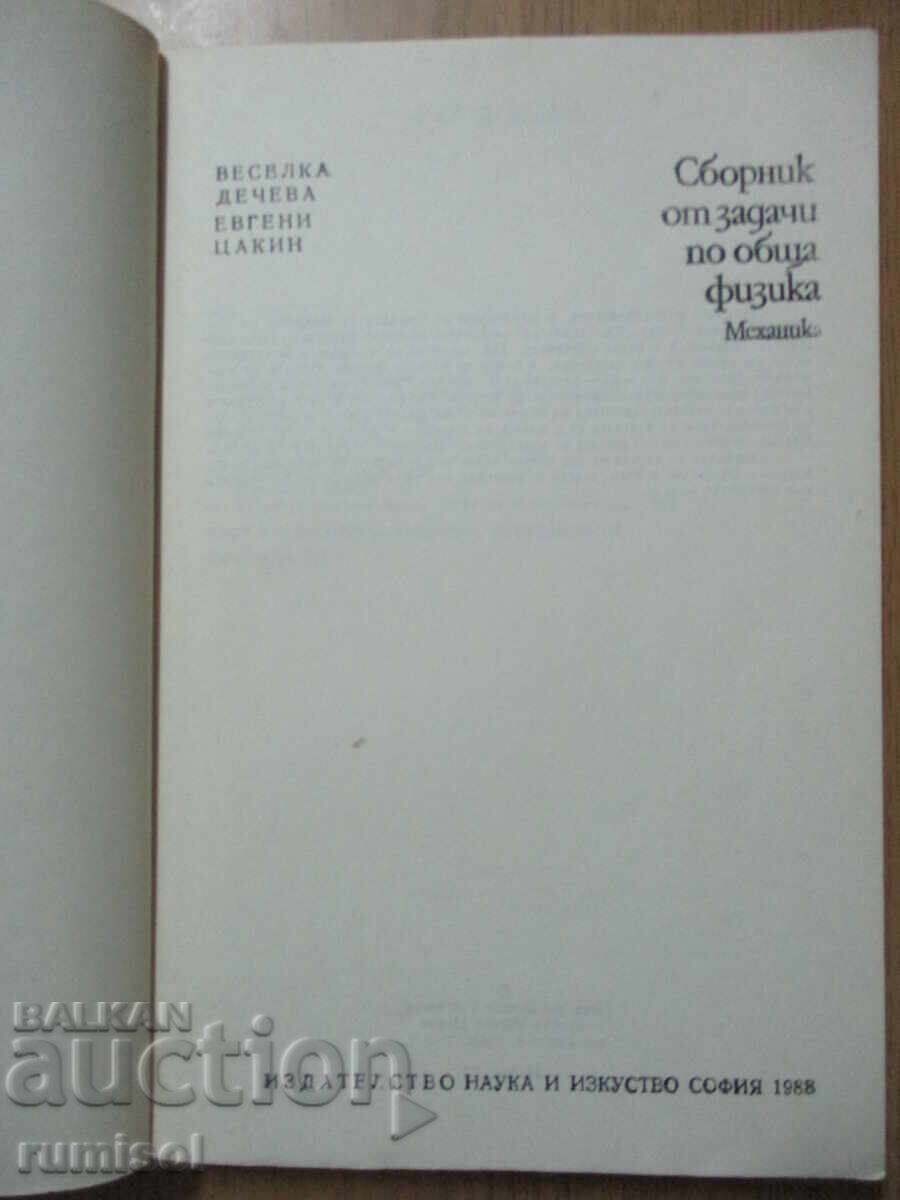 ВЕСЕЛКА
ДЕЧЕВА
ЕВГЕНИ
ЦАКИН
Сборник
от задачи
по обща
физика
Механика
ИЗДАТЕЛСТВО НАУКА И ИЗКУСТВО СОФИЯ 1988
BALKAN
auction
rumisol